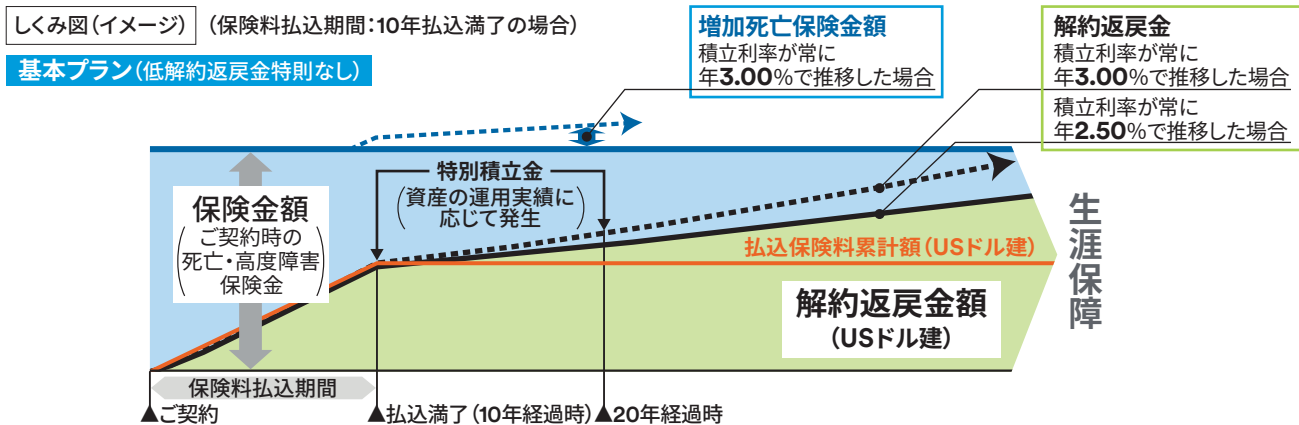 しくみ図(イメージ) (保険料払込期間:10年払込満了の場合)
基本プラン(低解約返戻金特則なし)
増加死亡保険金額
積立利率が常に
年3.00%で推移した場合
解約返戻金
積立利率が常に
年3.00%で推移した場合
積立利率が常に
年2.50%で推移した場合
特別積立金
(資産の運用実績に
応じて発生)
保険金額
(ご契約時の
死亡・高度障害
保険金)
払込保険料累計額(USドル建)
解約返戻金額
(USドル建)
生涯保障
保険料払込期間
▲ご契約
▲払込満了(10年経過時)
▲20年経過時